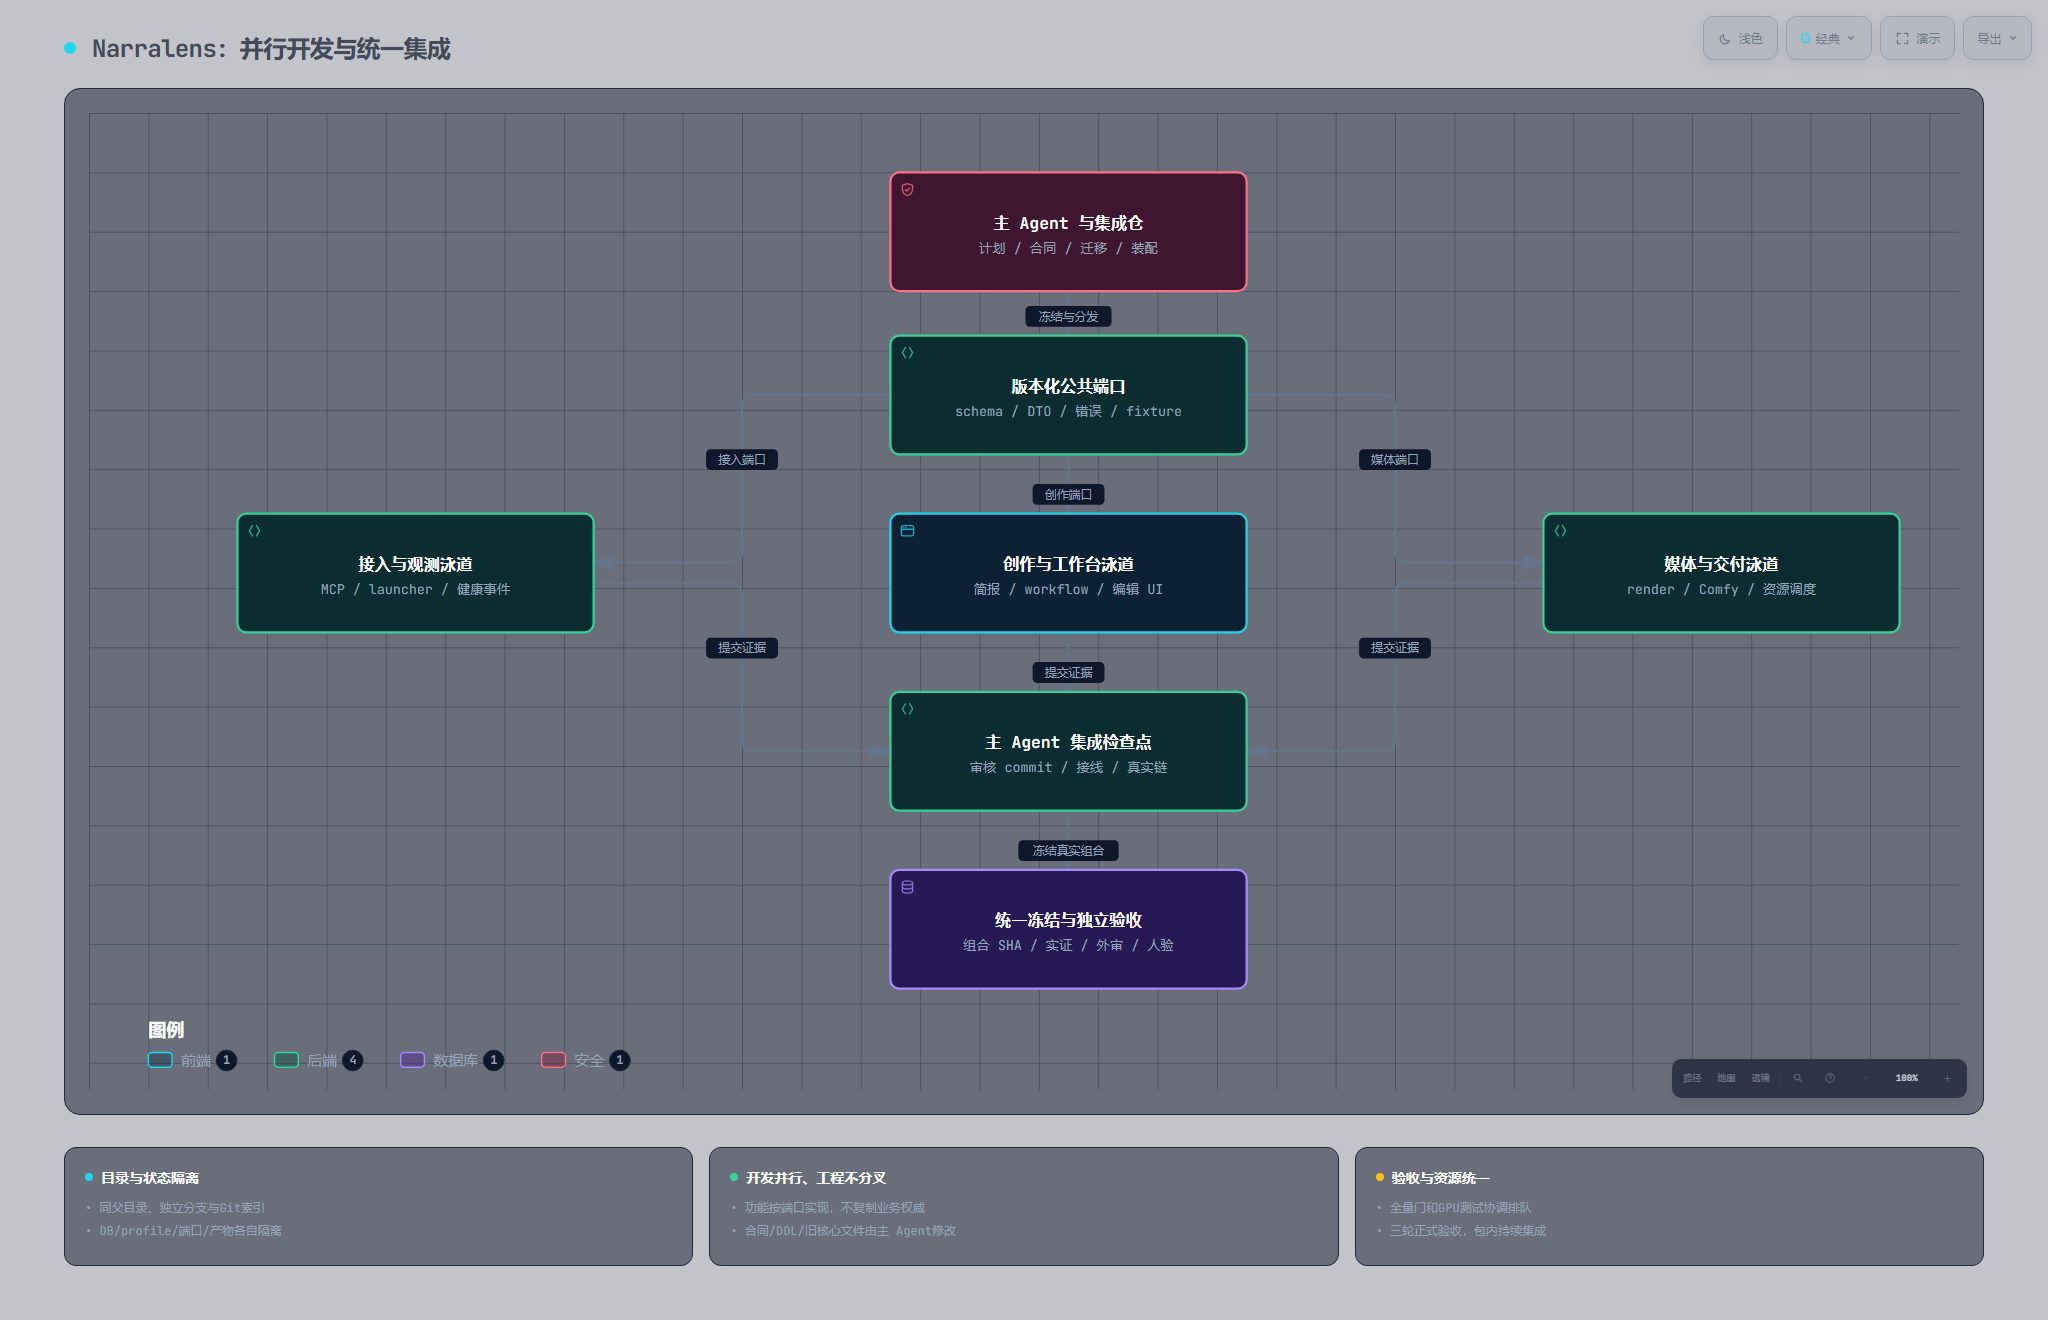 Narralens: 并行开发与统一集成
浅色
经典
演示
导出
主 Agent 与集成仓
计划 / 合同 / 迁移 / 装配
冻结与分发
版本化公共端口
schema / DTO / 错误 / fixture
接入端口
媒体端口
创作端口
接入与观测泳道
MCP / launcher / 健康事件
创作与工作台泳道
简报 / workflow / 编辑 UI
媒体与交付泳道
render / Comfy / 资源调度
提交证据
提交证据
提交证据
主 Agent 集成检查点
审核 commit / 接线 / 真实链
冻结真实组合
统一冻结与独立验收
组合 SHA / 实证 / 外审 / 人验
图例
前端 1
后端 4
数据库 1
安全 1
路径 地图 透镜 − 100% +
目录与状态隔离
• 同父目录、独立分支与Git索引
• DB/profile/端口/产物各自隔离
开发并行、工程不分叉
• 功能按端口实现，不复制业务权威
• 合同/DDL/旧核心文件由主 Agent修改
验收与资源统一
• 全量门和GPU测试协调排队
• 三轮正式验收，包内持续集成